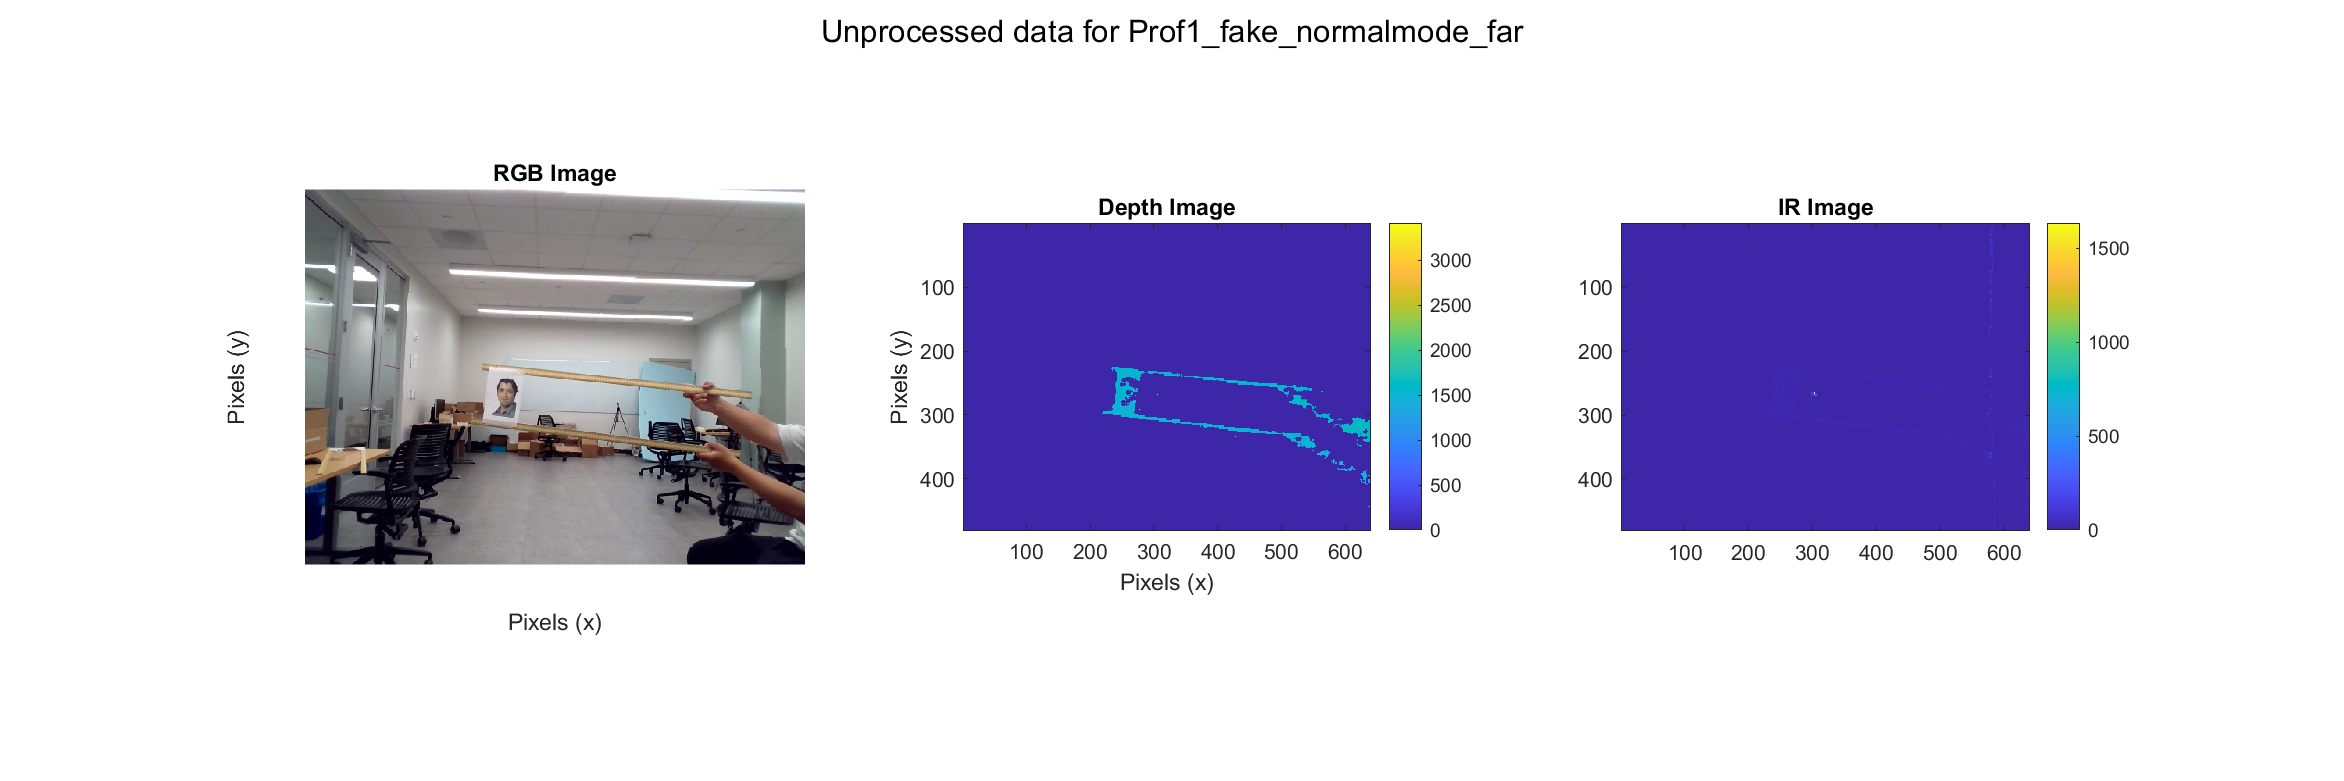 Unprocessed data for Prof1_fake_normalmode_far
RGB Image
Pixels (y)
Pixels (x)
Depth Image
Pixels (y)
100
200
300
400
100 200 300 400 500 600
Pixels (x)
3000
2500
2000
1500
1000
500
0
IR Image
100
200
300
400
100 200 300 400 500 600
1500
1000
500
0